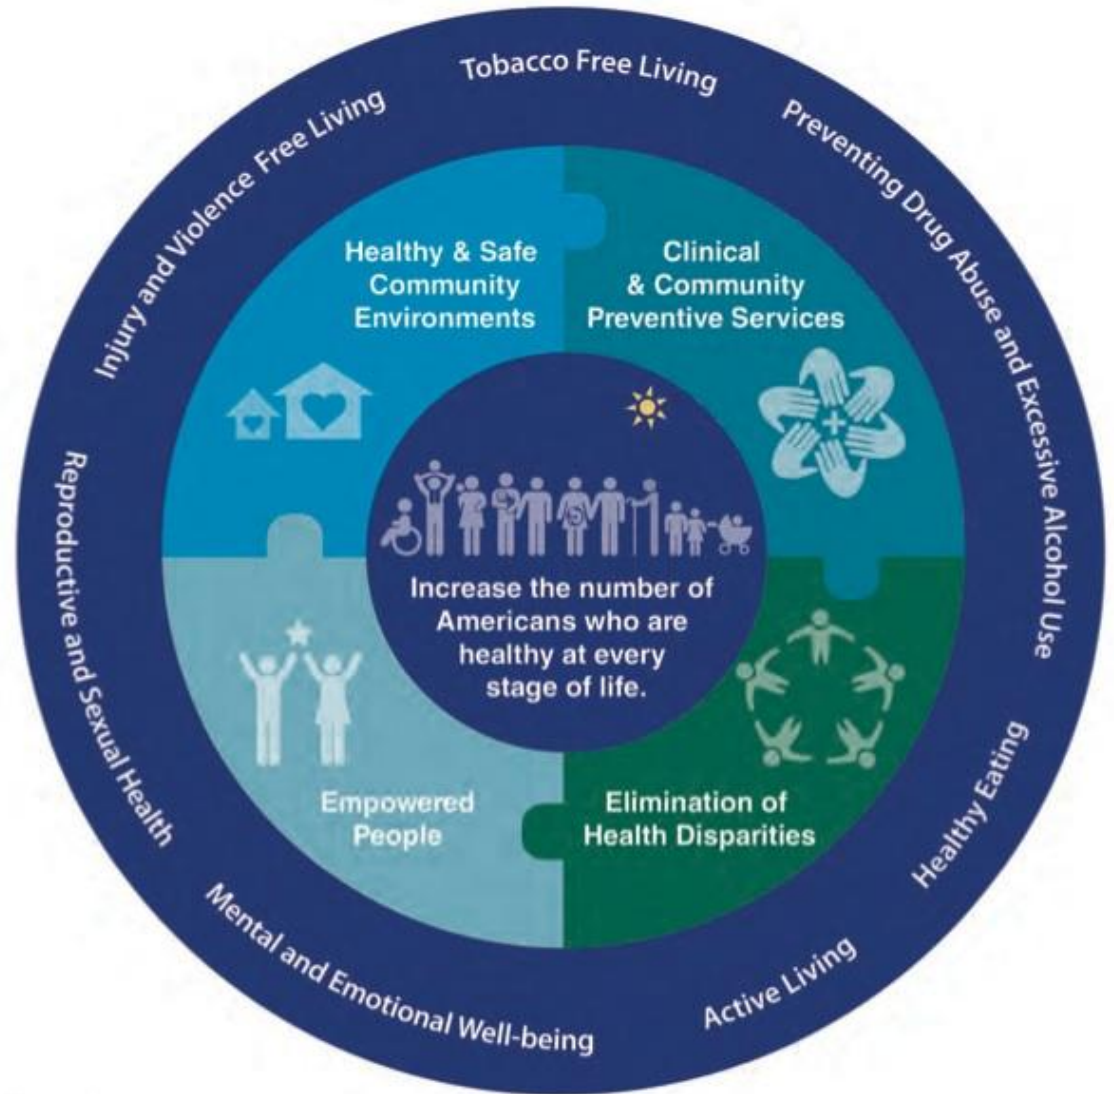 Tobacco Free Living
Preventing Drug Abuse and Excessive Alcohol Use
Healthy Eating
Active Living
Mental and Emotional Well-being
Reproductive and Sexual Health
Injury and Violence Free Living
Healthy & Safe
Community
Environments
Clinical
& Community
Preventive Services
Increase the number of
Americans who are
healthy at every
stage of life.
Empowered
People
Elimination of
Health Disparities